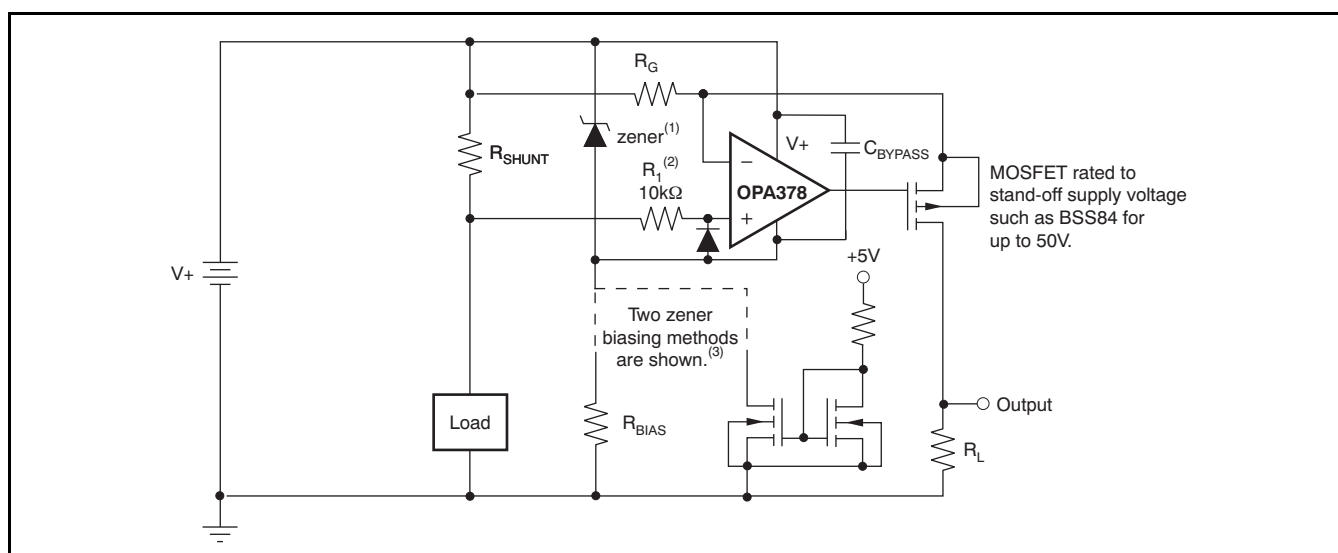 R_G
zener(1)
V+
C_BYPASS
R_SHUNT
R_1(2)
10kΩ
−
OPA378
+
MOSFET rated to
stand-off supply voltage
such as BSS84 for
up to 50V.
+5V
V+
Two zener
biasing methods
are shown.(3)
Output
Load
R_BIAS
R_L